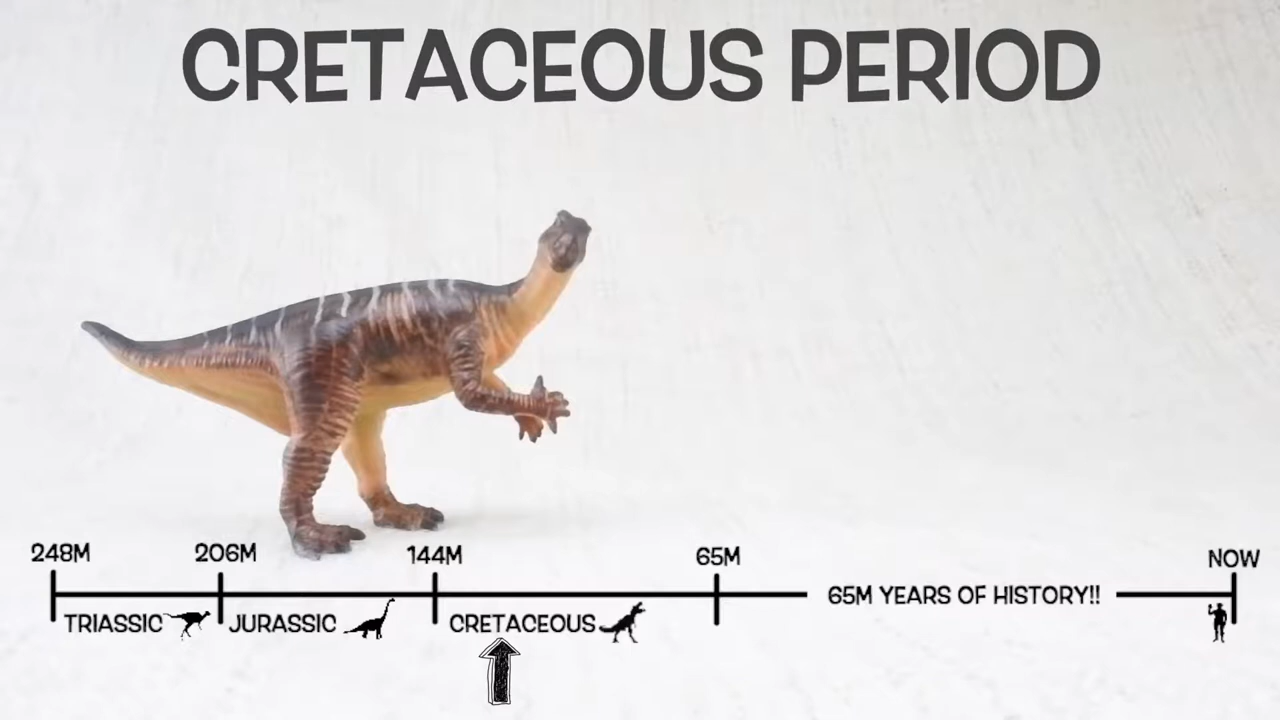 CRETACEOUS PERIOD
248M 206M 144M 65M NOW
65M YEARS OF HISTORY!!
TRIASSIC JURASSIC CRETACEOUS